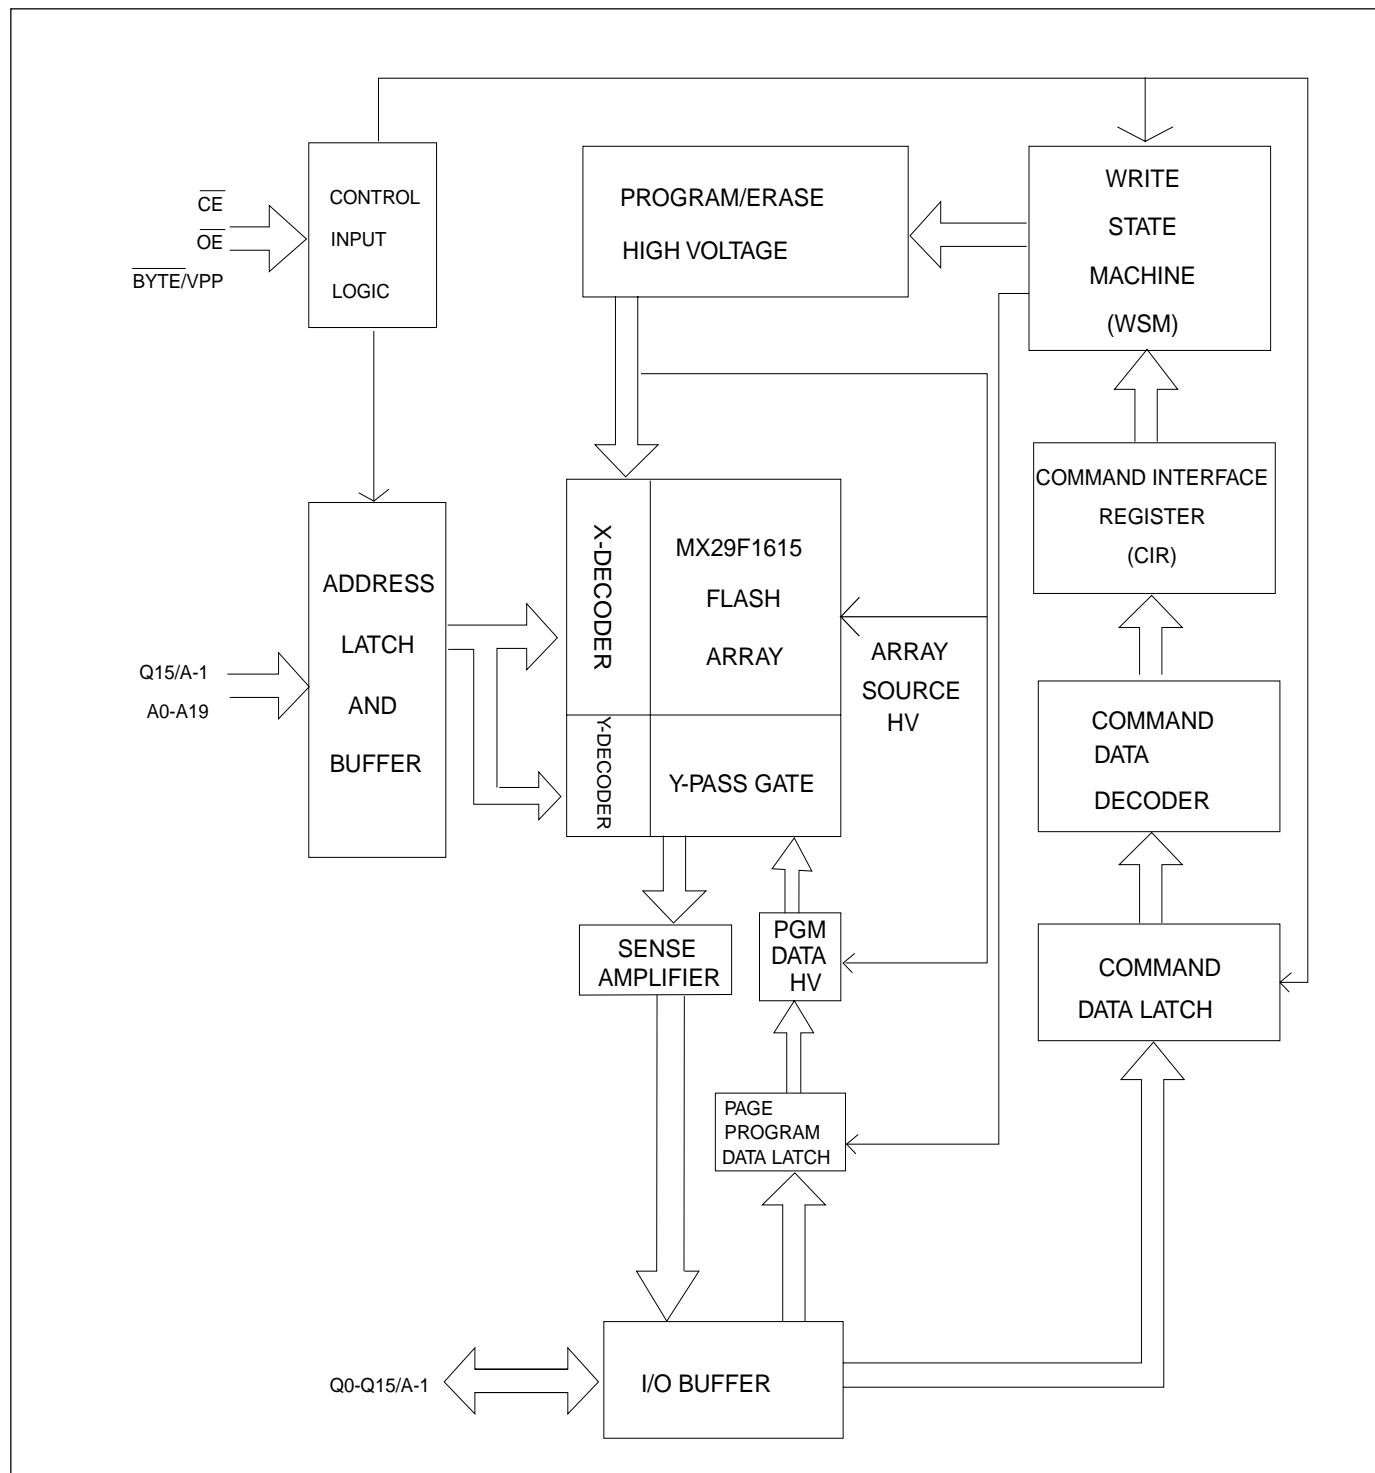 CONTROL
INPUT
LOGIC
CE
OE
BYTE/VPP
PROGRAM/ERASE
HIGH VOLTAGE
WRITE
STATE
MACHINE
(WSM)
COMMAND INTERFACE
REGISTER
(CIR)
ADDRESS
LATCH
AND
BUFFER
Q15/A-1
A0-A19
X-DECODER
MX29F1615
FLASH
ARRAY
ARRAY
SOURCE
HV
Y-DECODER
Y-PASS GATE
COMMAND
DATA
DECODER
SENSE
AMPLIFIER
PGM
DATA
HV
COMMAND
DATA LATCH
PAGE
PROGRAM
DATA LATCH
Q0-Q15/A-1
I/O BUFFER